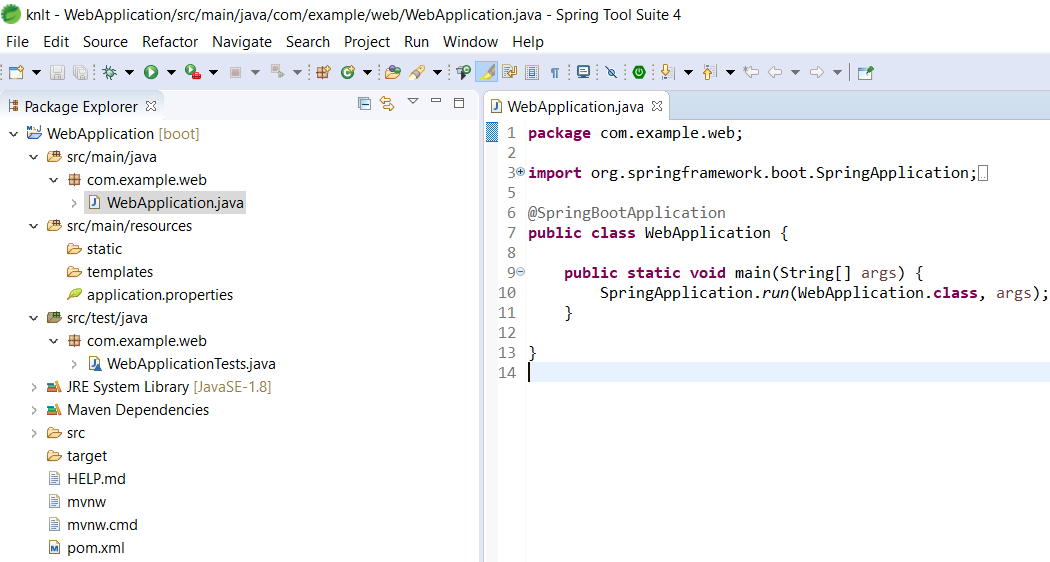 knlt - WebApplication/src/main/java/com/example/web/WebApplication.java - Spring Tool Suite 4
File Edit Source Refactor Navigate Search Project Run Window Help
Package Explorer
WebApplication [boot]
src/main/java
com.example.web
WebApplication.java
src/main/resources
static
templates
application.properties
src/test/java
com.example.web
WebApplicationTests.java
JRE System Library [JavaSE-1.8]
Maven Dependencies
src
target
HELP.md
mvnw
mvnw.cmd
pom.xml
WebApplication.java
1 package com.example.web;
2
3 import org.springframework.boot.SpringApplication;
5
6 @SpringBootApplication
7 public class WebApplication {
8
9 public static void main(String[] args) {
10 SpringApplication.run(WebApplication.class, args);
11 }
12
13 }
14